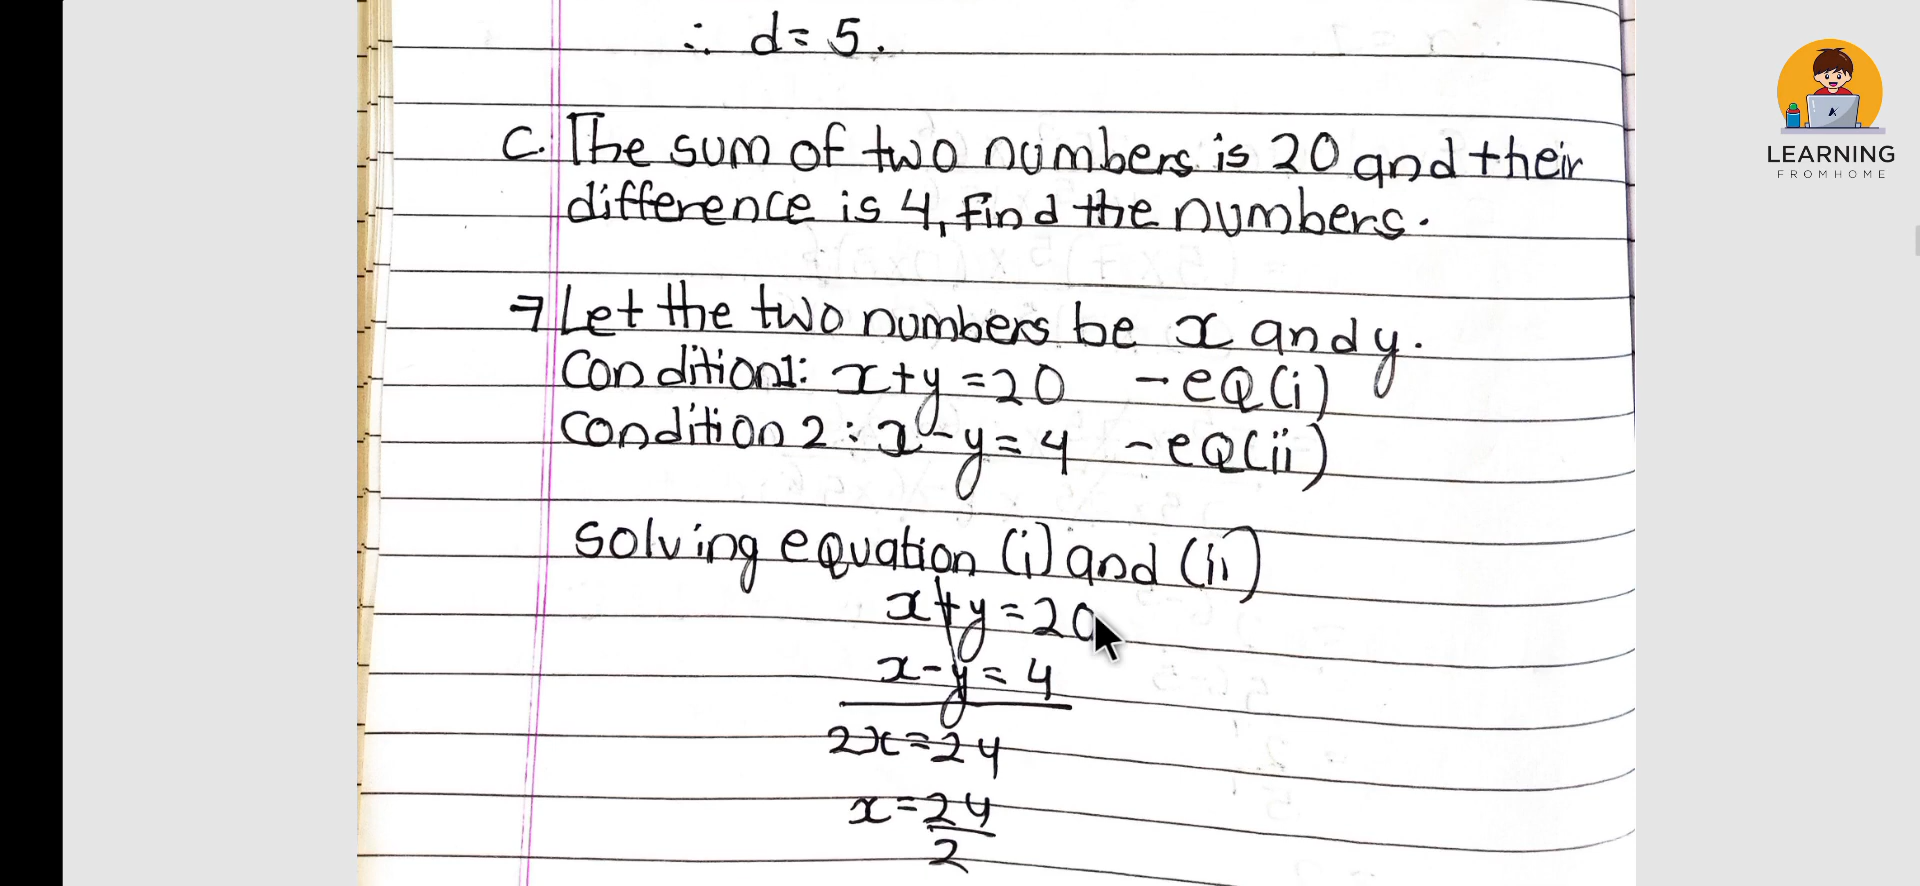 ∴ d = 5.
C. The sum of two numbers is 20 and their
difference is 4, find the numbers.
⇒ Let the two numbers be x and y.
Condition1: x+y = 20 - eQ(i)
Condition 2 : x-y = 4 - eQ(ii)
solving equation (i) and (ii)
x+y = 20
x-y = 4
2x = 24
x = 24
2
LEARNING
FROMHOME